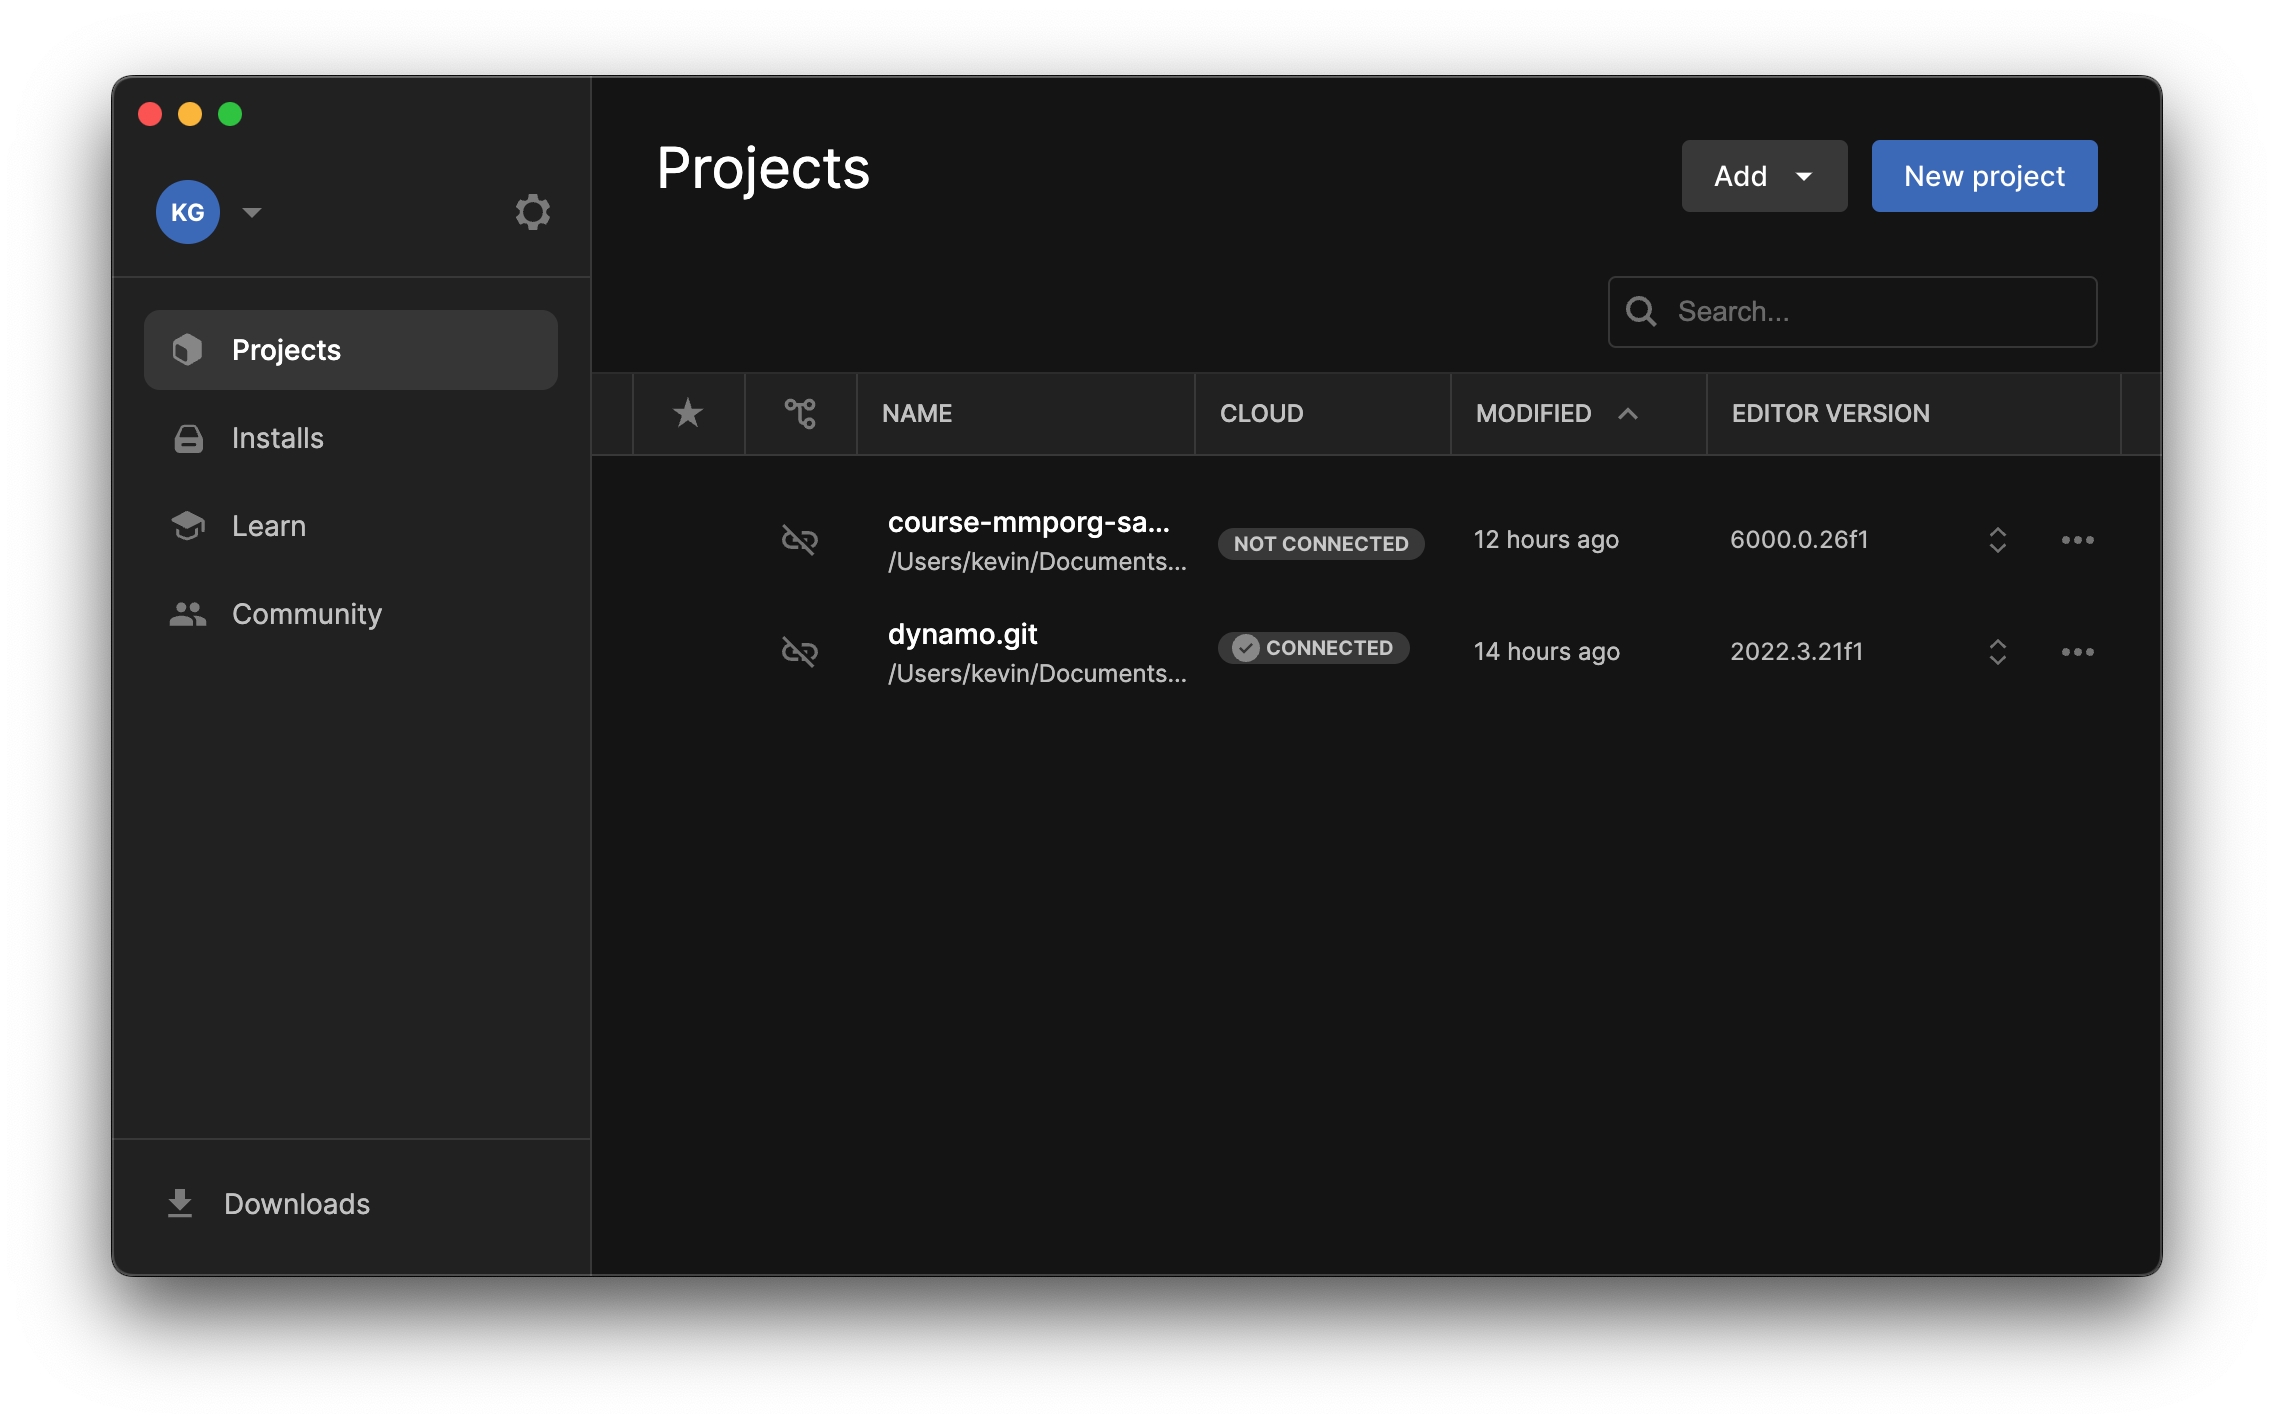 KG
Projects
Installs
Learn
Community
Downloads
Projects
Add
New project
Search...
NAME CLOUD MODIFIED EDITOR VERSION
course-mmporg-sa...
/Users/kevin/Documents...
NOT CONNECTED
12 hours ago
6000.0.26f1
dynamo.git
/Users/kevin/Documents...
CONNECTED
14 hours ago
2022.3.21f1